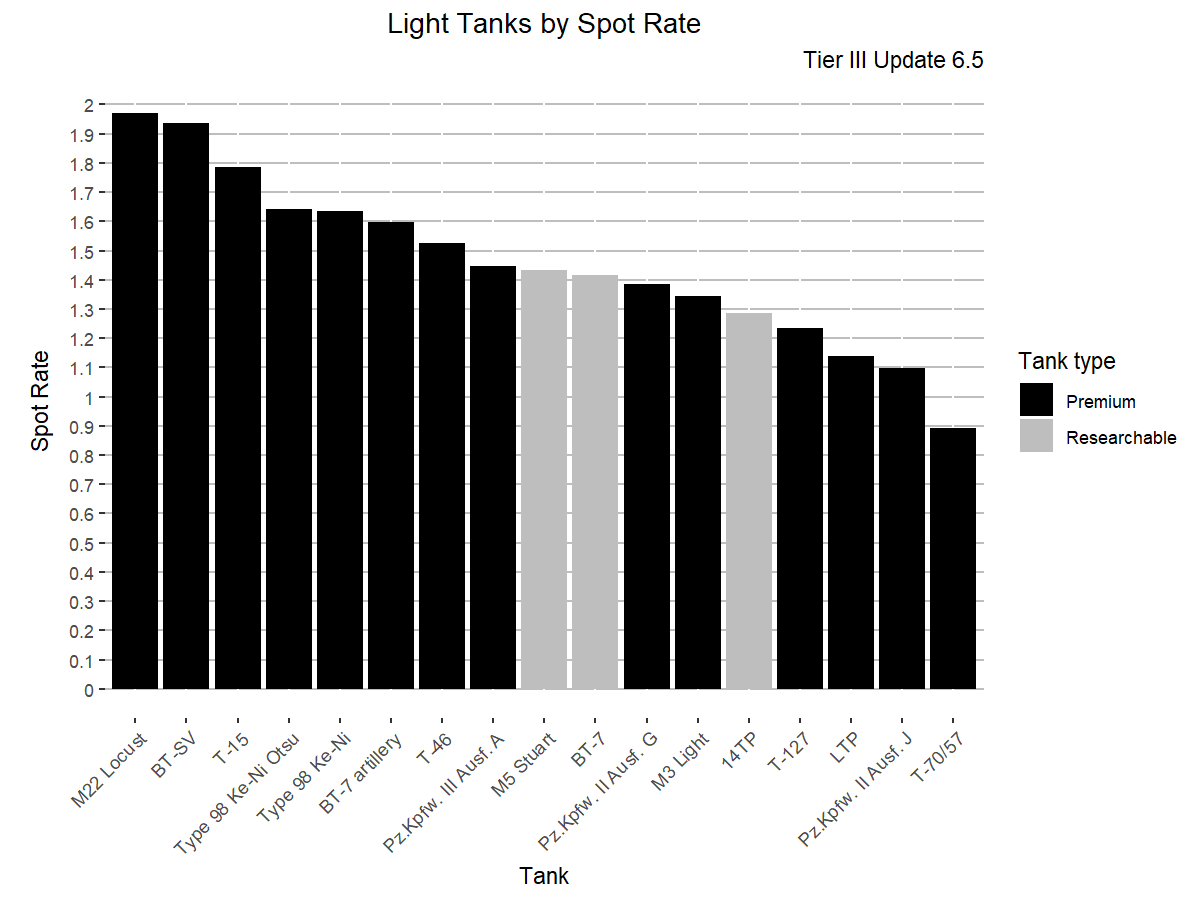 Light Tanks by Spot Rate
Tier III Update 6.5
2
1.9
1.8
1.7
1.6
1.5
1.4
1.3
1.2
1.1
1
0.9
0.8
0.7
0.6
0.5
0.4
0.3
0.2
0.1
0
Spot Rate
M22 Locust
BT-SV
T-15
Type 98 Ke-Ni Otsu
Type 98 Ke-Ni
BT-7 artillery
T-46
Pz.Kpfw. III Ausf. A
M5 Stuart
BT-7
Pz.Kpfw. II Ausf. G
M3 Light
14TP
T-127
LTP
Pz.Kpfw. II Ausf. J
T-70/57
Tank
Tank type
Premium
Researchable